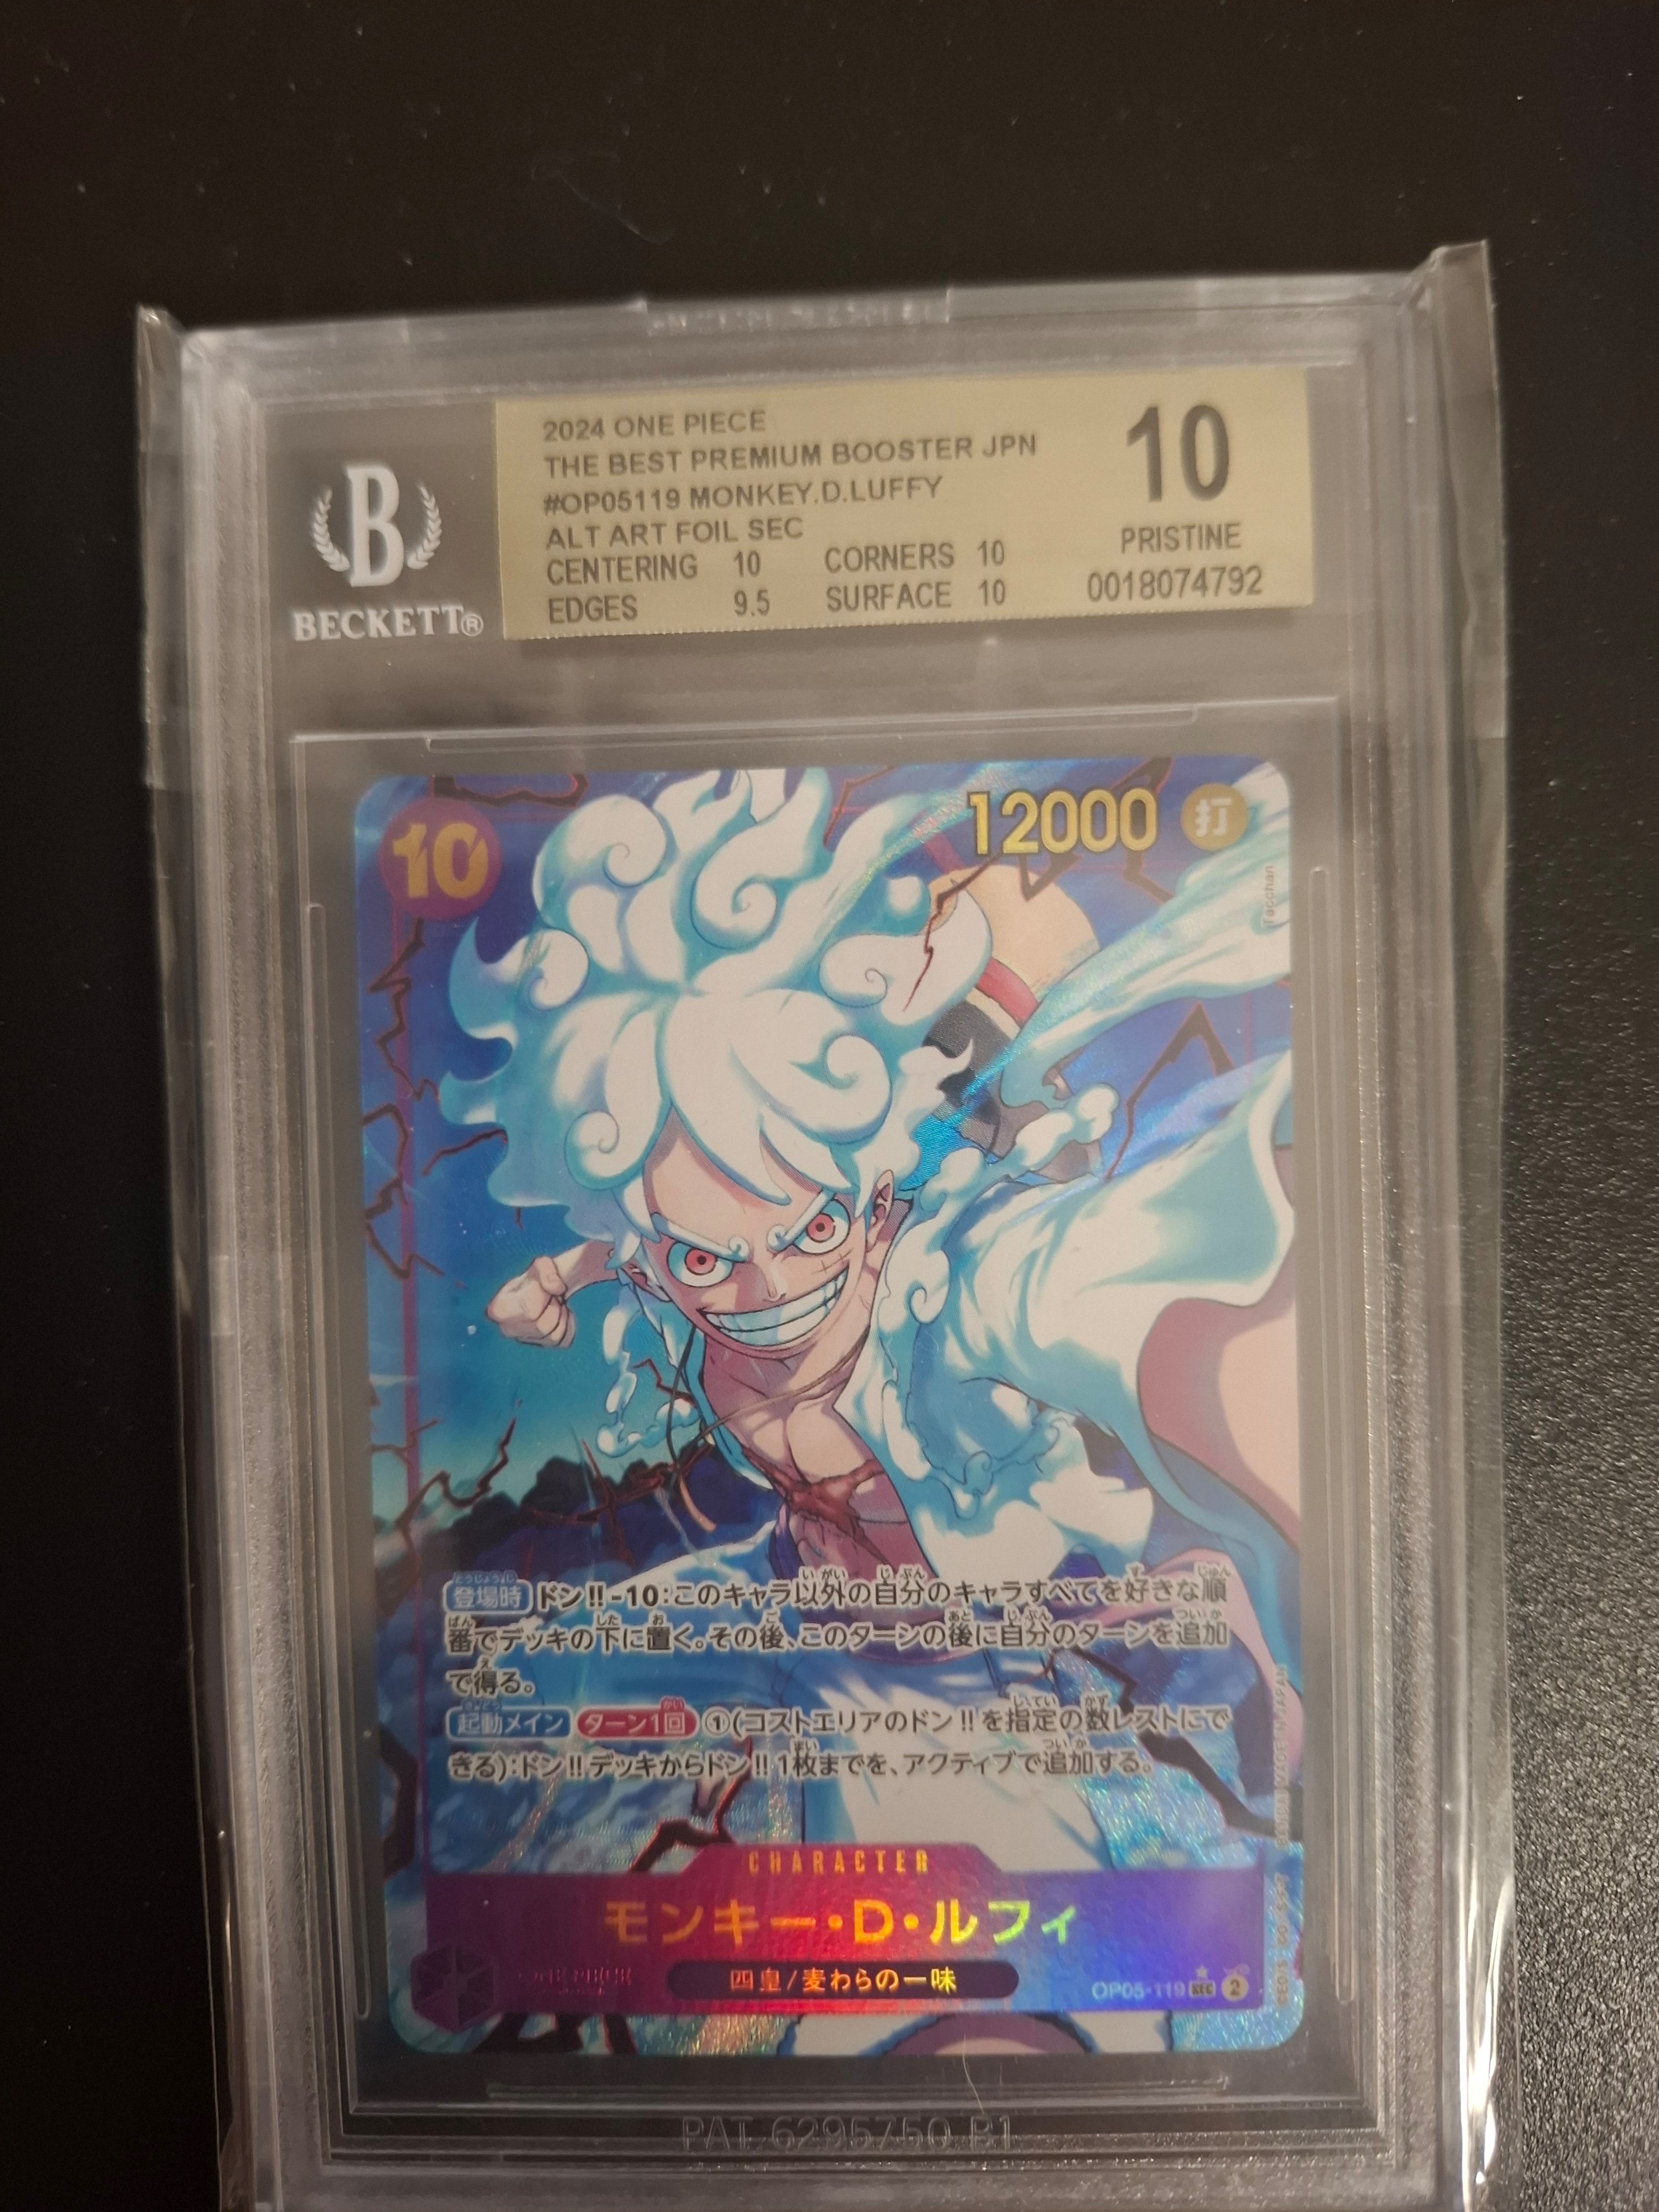 2024 ONE PIECE
THE BEST PREMIUM BOOSTER JPN
#OP05119 MONKEY.D.LUFFY
ALT ART FOIL SEC
CENTERING 10 CORNERS 10
EDGES 9.5 SURFACE 10
10
PRISTINE
0018074792
B
BECKETT®
10
12000 打
Tacchan
登場時 ドン!!-10:このキャラ以外の自分のキャラすべてを好きな順
番でデッキの下に置く。その後、このターンの後に自分のターンを追加
で得る。
起動メイン ターン1回 ①(コストエリアのドン!!を指定の数レストにで
きる):ドン!!デッキからドン!!1枚までを、アクティブで追加する。
CHARACTER
モンキー・D・ルフィ
四皇/麦わらの一味
OP05-119 SEC 2
MADE IN JAPAN
PAT 6295750 B1